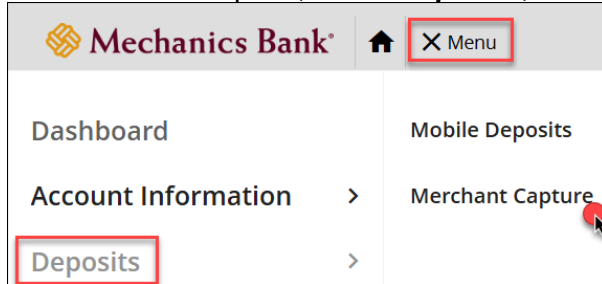 Mechanics Bank® Menu
Dashboard
Mobile Deposits
Account Information >
Merchant Capture
Deposits >